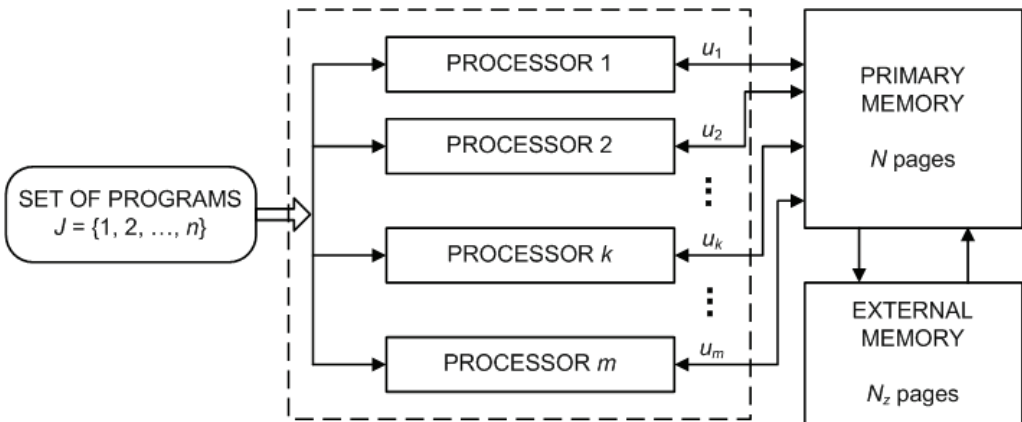 SET OF PROGRAMS
J = {1, 2, ..., n}
PROCESSOR 1
PROCESSOR 2
PROCESSOR k
PROCESSOR m
u1
u2
uk
um
PRIMARY
MEMORY
N pages
EXTERNAL
MEMORY
Nz pages